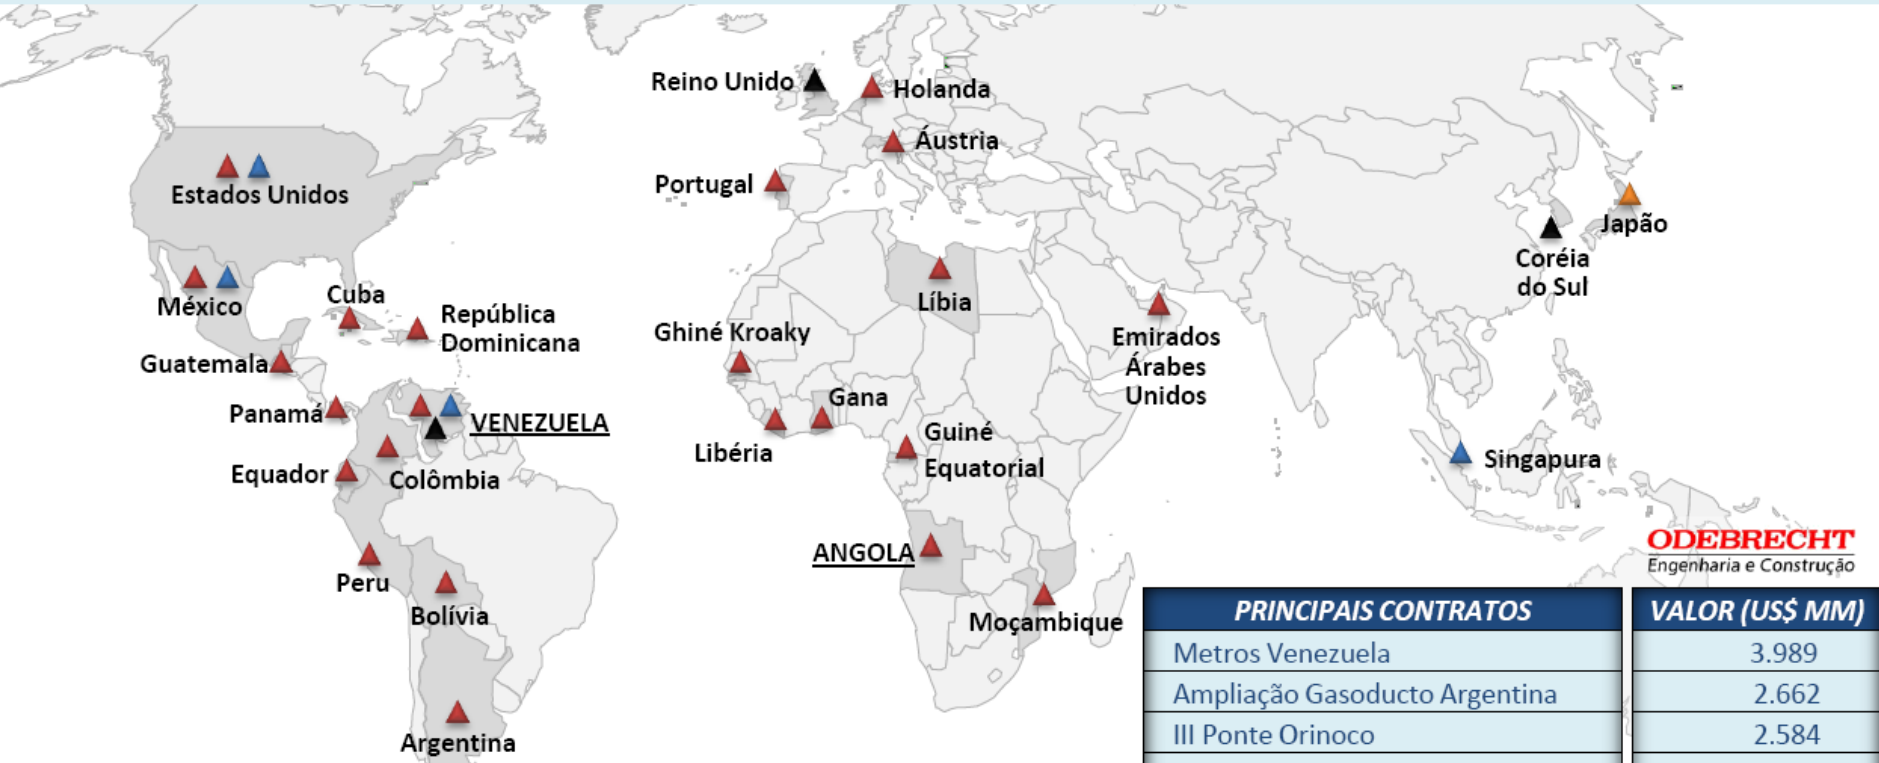 Reino Unido
Holanda
Áustria
Portugal
Estados Unidos
Japão
Coréia
do Sul
México
Cuba
República
Dominicana
Líbia
Ghiné Kroaky
Emirados
Árabes
Unidos
Guatemala
Panamá
VENEZUELA
Gana
Libéria
Guiné
Equatorial
Singapura
Equador
Colômbia
ANGOLA
Peru
Bolívia
Moçambique
Argentina
ODEBRECHT
Engenharia e Construção
PRINCIPAIS CONTRATOS VALOR (US$ MM)
Metros Venezuela 3.989
Ampliação Gasoducto Argentina 2.662
III Ponte Orinoco 2.584